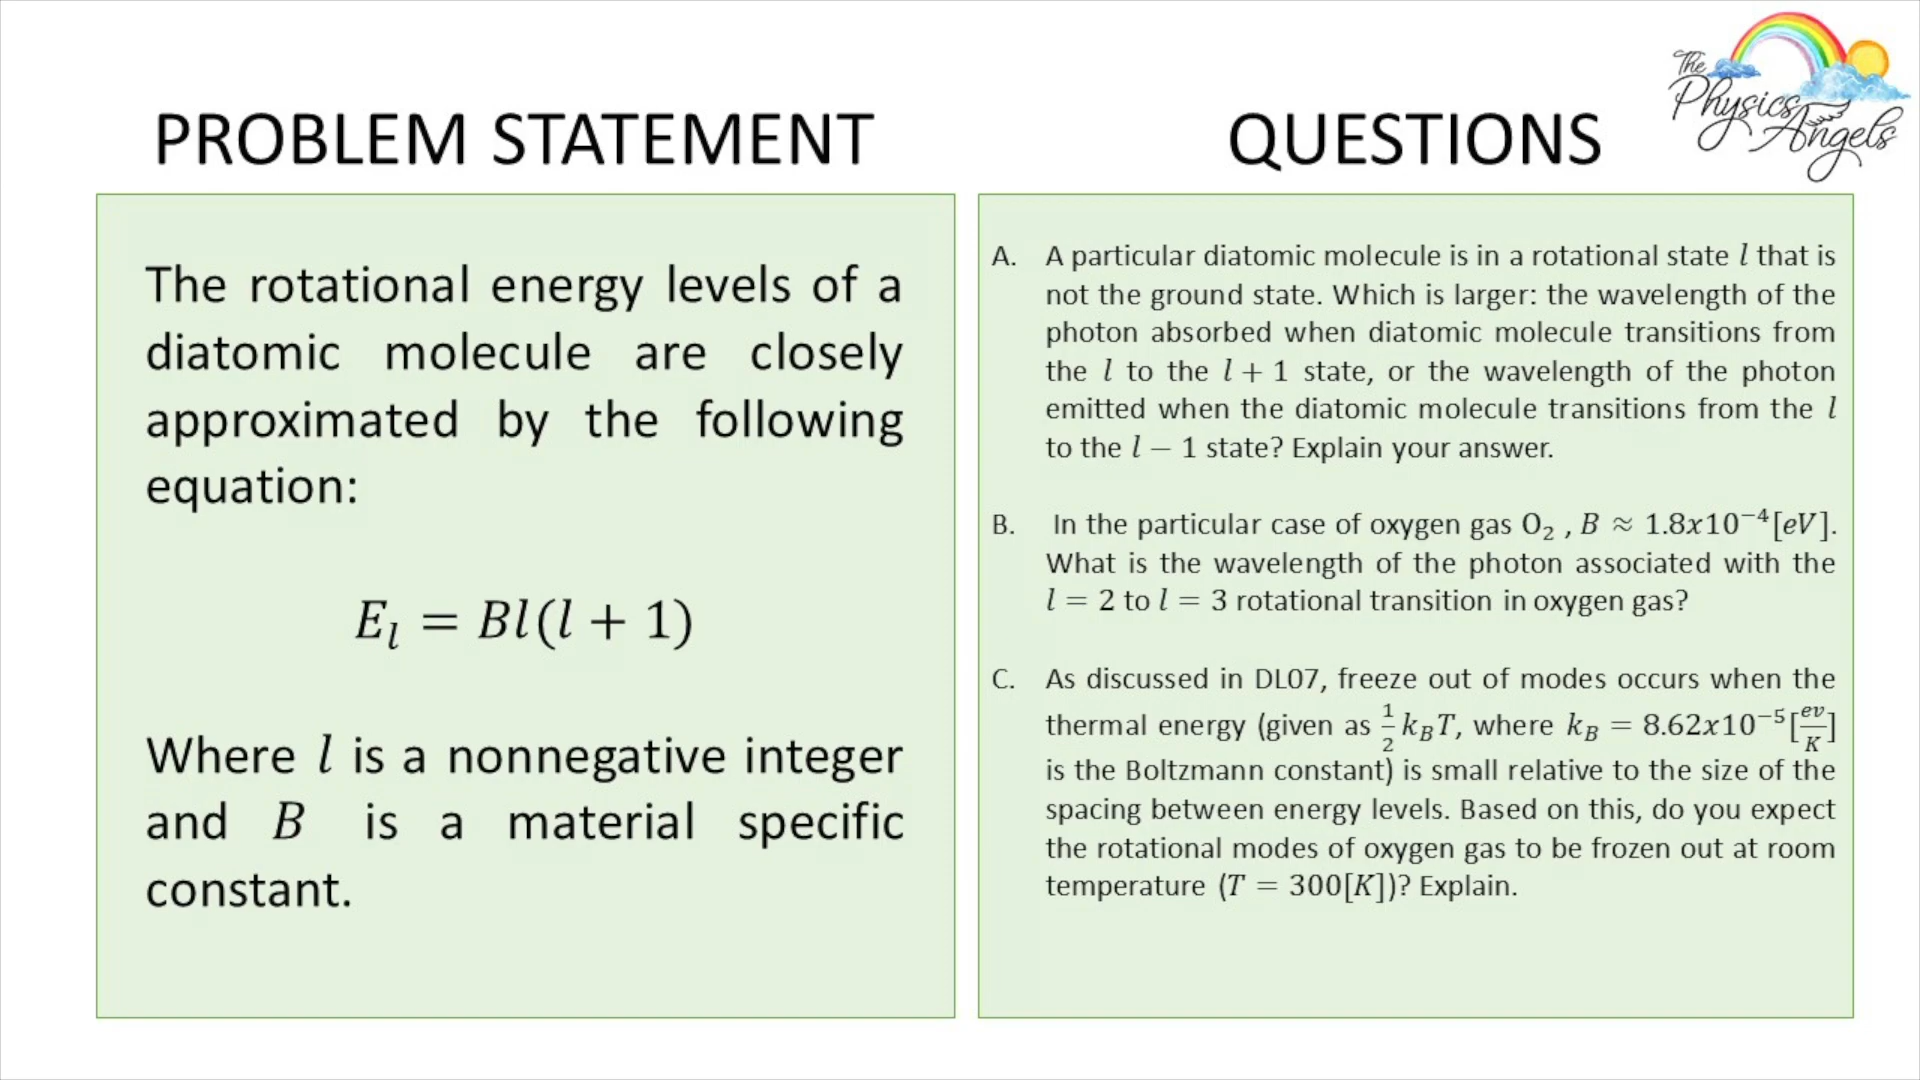 The
Physics
Angels
PROBLEM STATEMENT
The rotational energy levels of a
diatomic molecule are closely
approximated by the following
equation:
E_l = Bl(l + 1)
Where l is a nonnegative integer
and B is a material specific
constant.
QUESTIONS
A. A particular diatomic molecule is in a rotational state l that is
not the ground state. Which is larger: the wavelength of the
photon absorbed when diatomic molecule transitions from
the l to the l + 1 state, or the wavelength of the photon
emitted when the diatomic molecule transitions from the l
to the l − 1 state? Explain your answer.
B. In the particular case of oxygen gas O₂ , B ≈ 1.8x10⁻⁴[eV].
What is the wavelength of the photon associated with the
l = 2 to l = 3 rotational transition in oxygen gas?
C. As discussed in DL07, freeze out of modes occurs when the
thermal energy (given as 1/2 k_BT, where k_B = 8.62x10⁻⁵[ev/K]
is the Boltzmann constant) is small relative to the size of the
spacing between energy levels. Based on this, do you expect
the rotational modes of oxygen gas to be frozen out at room
temperature (T = 300[K])? Explain.